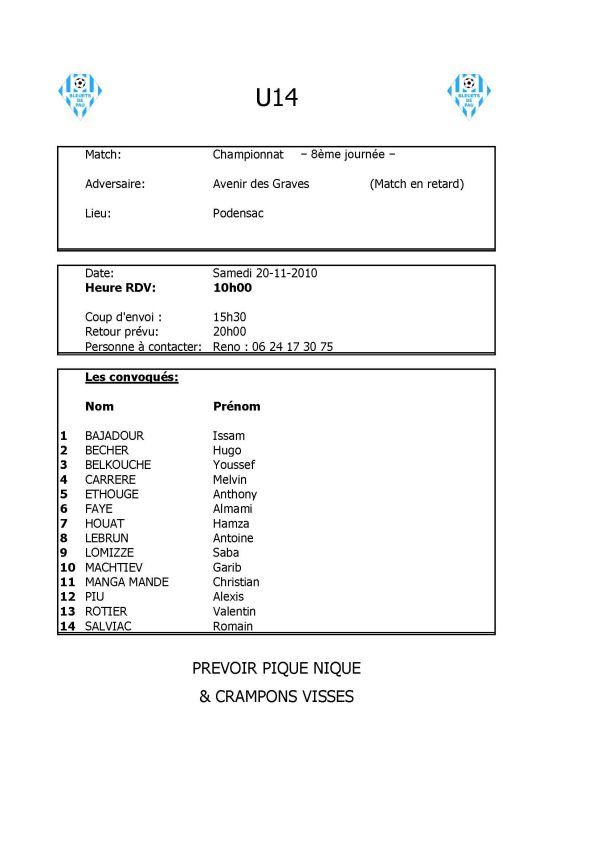 BLEUETS
DE
PAU
U14
BLEUETS
DE
PAU
Match: Championnat – 8ème journée –
Adversaire: Avenir des Graves (Match en retard)
Lieu: Podensac
Date: Samedi 20-11-2010
Heure RDV: 10h00
Coup d'envoi : 15h30
Retour prévu: 20h00
Personne à contacter: Reno : 06 24 17 30 75
Les convoqués:
Nom Prénom
1 BAJADOUR Issam
2 BECHER Hugo
3 BELKOUCHE Youssef
4 CARRERE Melvin
5 ETHOUGE Anthony
6 FAYE Almami
7 HOUAT Hamza
8 LEBRUN Antoine
9 LOMIZZE Saba
10 MACHTIEV Garib
11 MANGA MANDE Christian
12 PIU Alexis
13 ROTIER Valentin
14 SALVIAC Romain
PREVOIR PIQUE NIQUE
& CRAMPONS VISSES